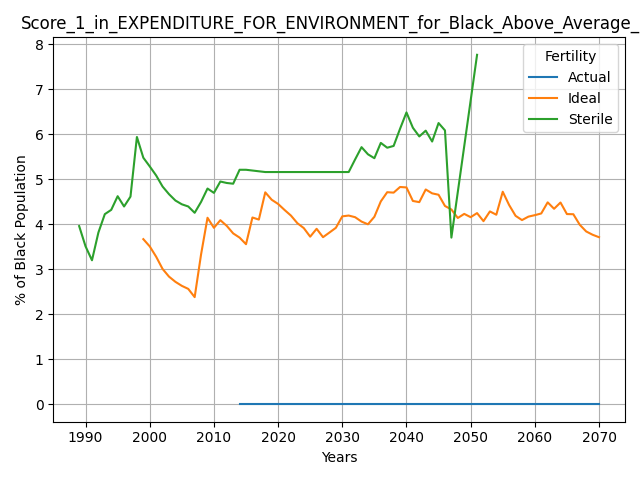 Score_1_in_EXPENDITURE_FOR_ENVIRONMENT_for_Black_Above_Average_
Fertility
Actual
Ideal
Sterile
% of Black Population
8
7
6
5
4
3
2
1
0
1990 2000 2010 2020 2030 2040 2050 2060 2070
Years